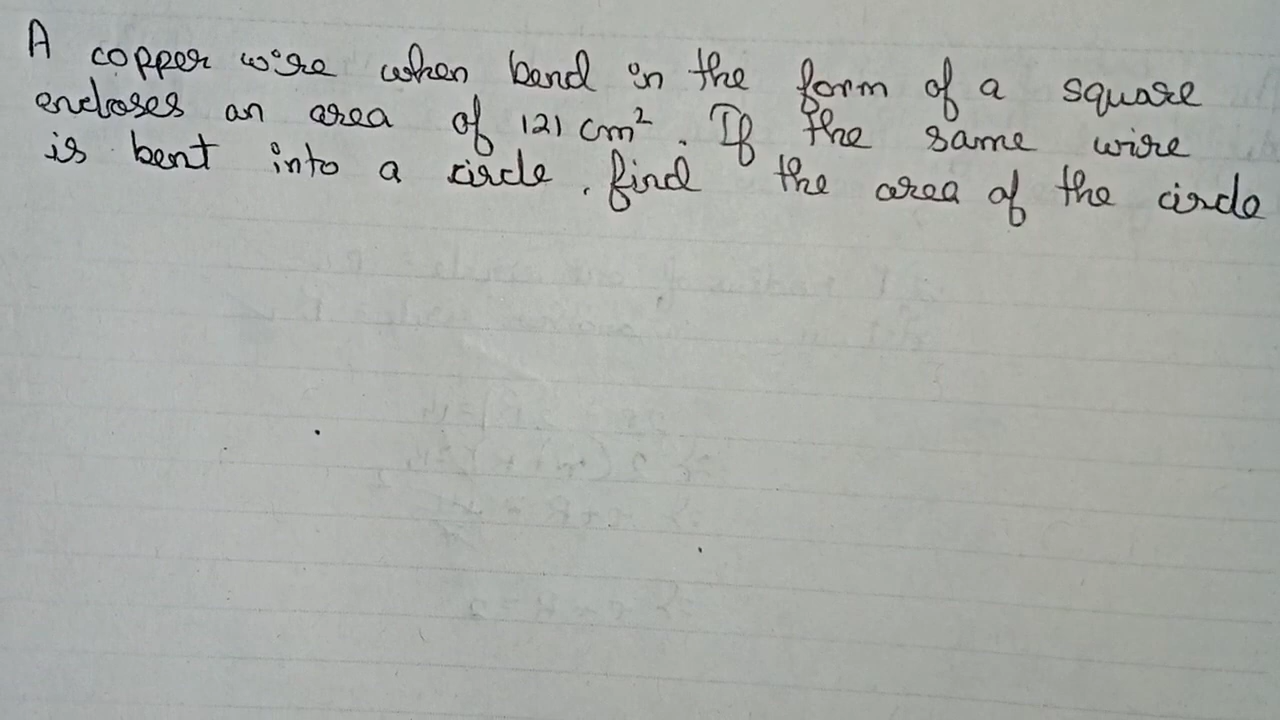 A copper wire when bend in the form of a square
encloses an area of 121 cm². If the same wire
is bent into a circle, find the area of the circle